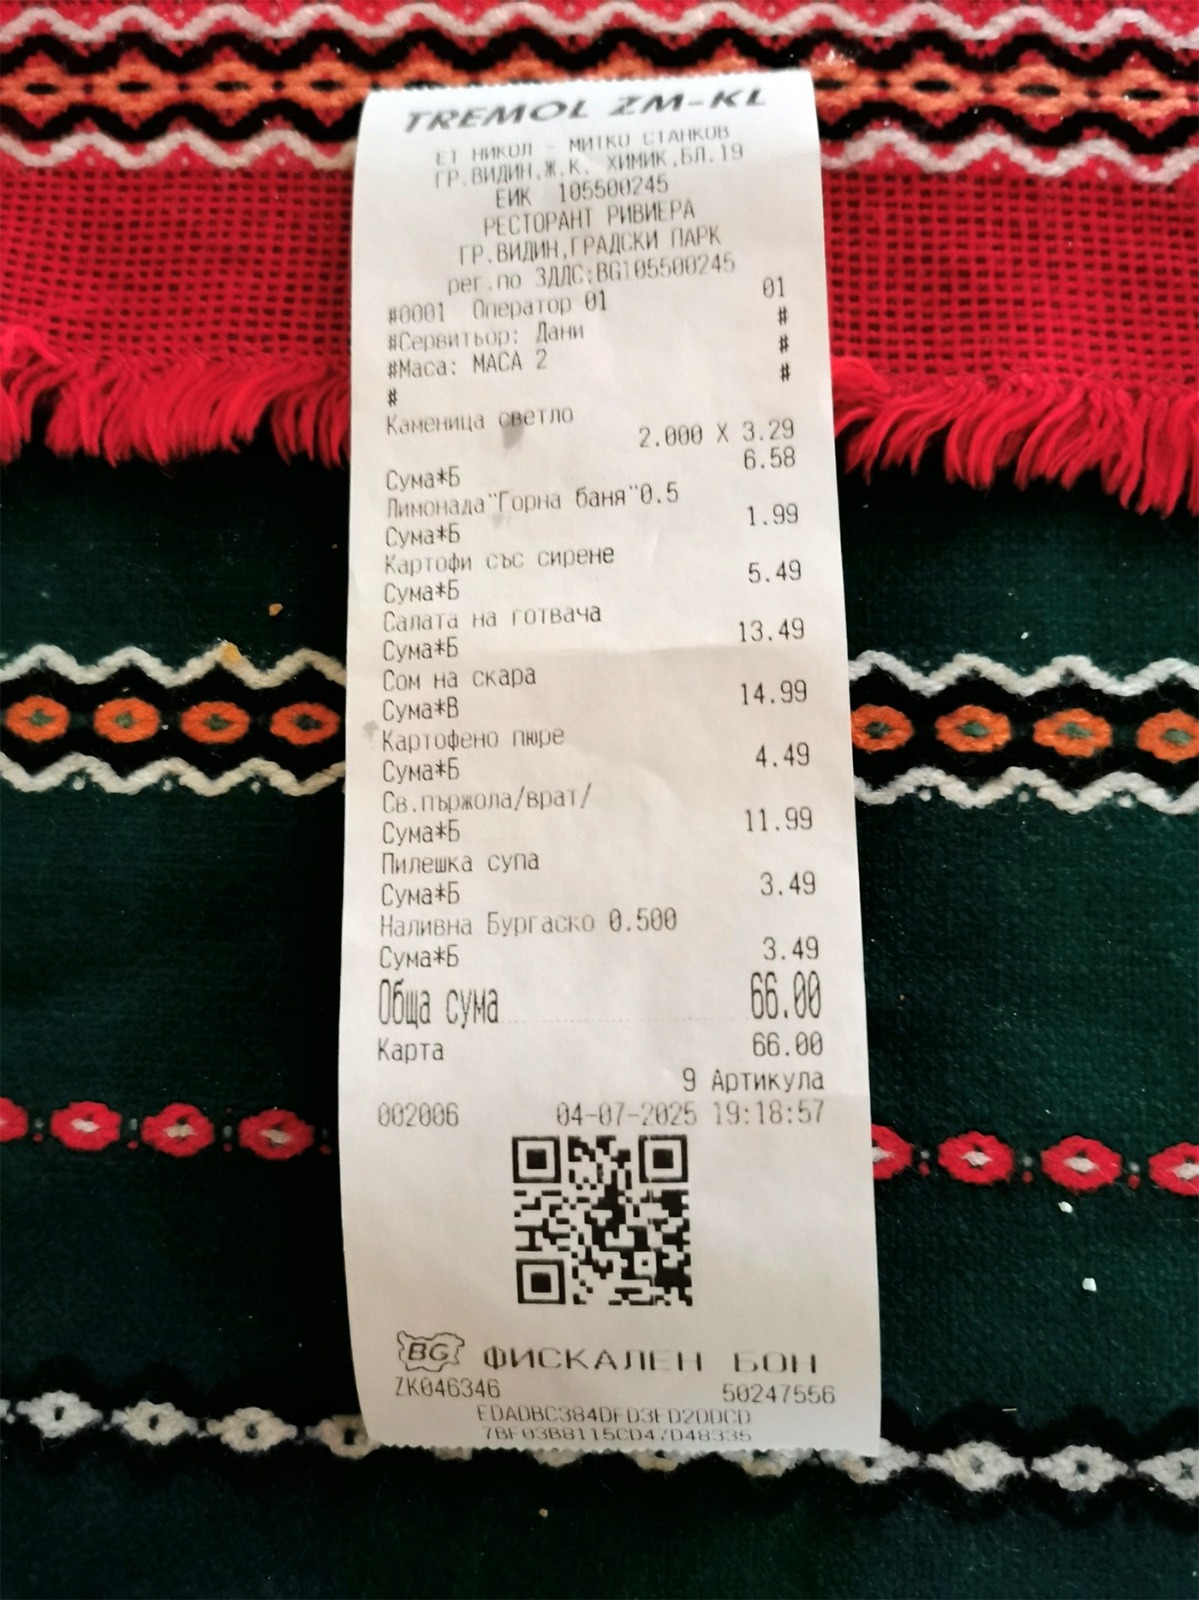 TREMOL ZM-KL
ЕТ НИКОЛ - МИТКО СТАНКОВ
ГР.ВИДИН,Ж.К. ХИМИК,БЛ.19
ЕИК 105500245
РЕСТОРАНТ РИВИЕРА
ГР.ВИДИН,ГРАДСКИ ПАРК
рег.по ЗДДС:BG105500245
#0001 Оператор 01 01
#Сервитьор: Дани #
#Маса: МАСА 2 #
# #
Каменица светло
2.000 X 3.29
Сума*Б 6.58
Лимонада"Горна баня"0.5
Сума*Б 1.99
Картофи със сирене
Сума*Б 5.49
Салата на готвача
Сума*Б 13.49
Сом на скара
Сума*В 14.99
Картофено пюре
Сума*Б 4.49
Св.пържола/врат/
Сума*Б 11.99
Пилешка супа
Сума*Б 3.49
Наливна Бургаско 0.500
Сума*Б 3.49
Обща сума 66.00
Карта 66.00
9 Артикула
002006 04-07-2025 19:18:57
BG ФИСКАЛЕН БОН
ZK046346 50247556
EDADBC384DFD3FD2DDCD
7BF03B8115CD47D48335